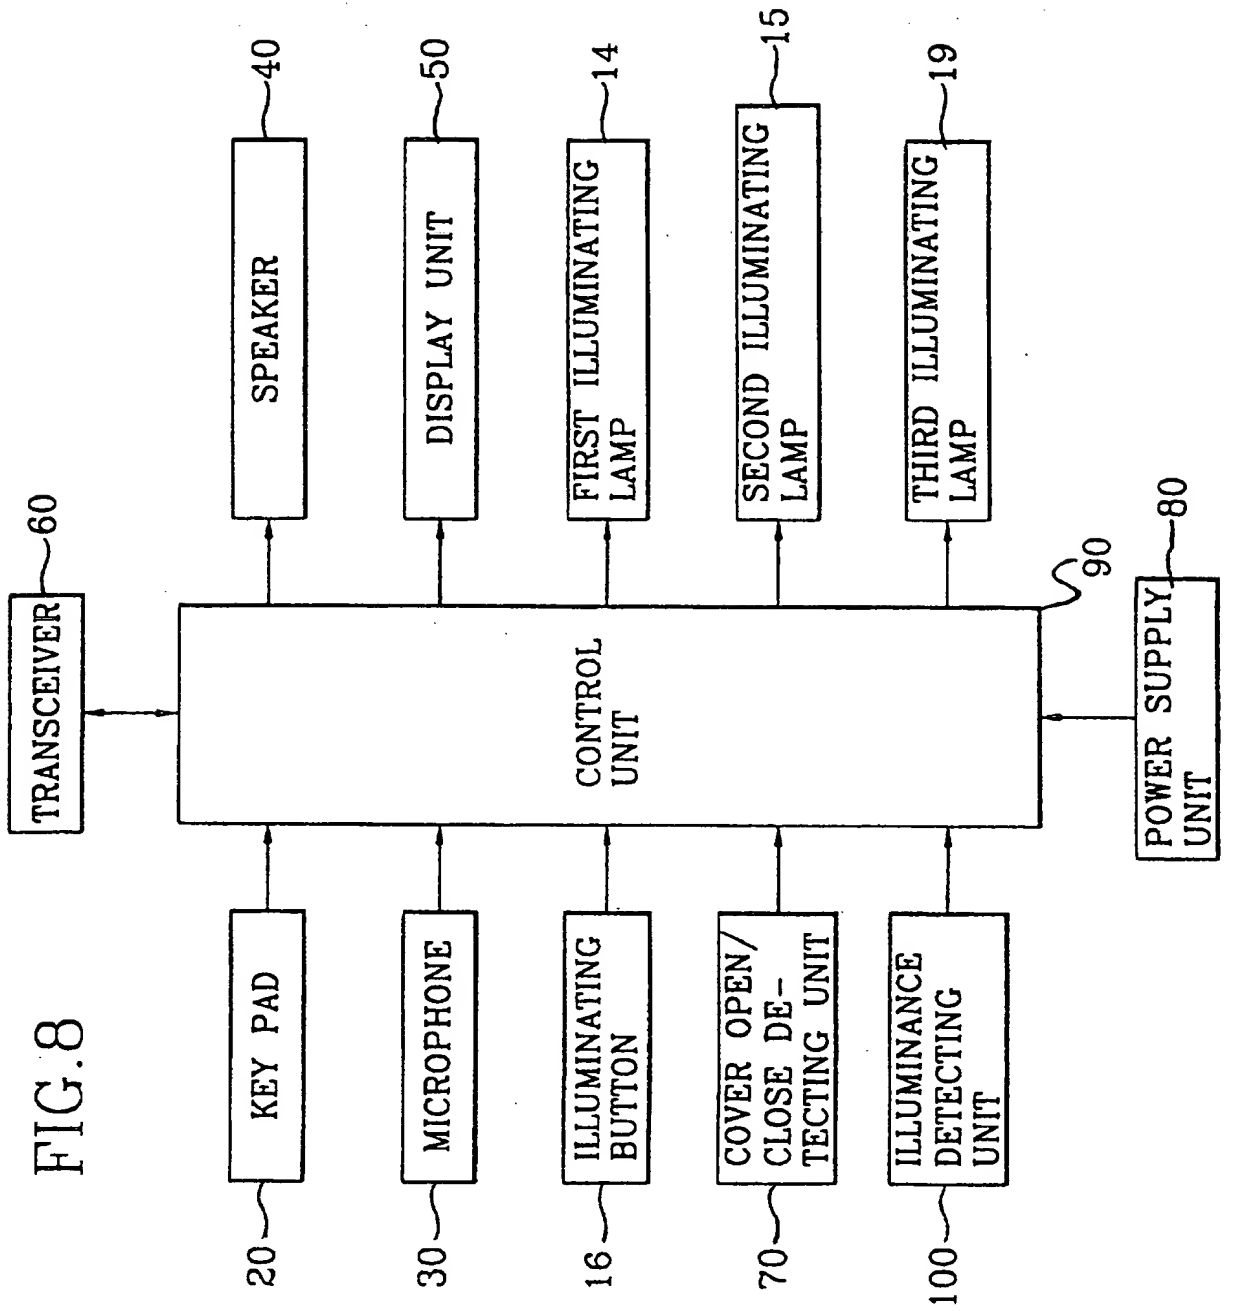 FIG.8
TRANSCEIVER
60
20
KEY PAD
30
MICROPHONE
16
ILLUMINATING
BUTTON
70
COVER OPEN/
CLOSE DE-
TECTING UNIT
100
ILLUMINANCE
DETECTING
UNIT
CONTROL
UNIT
90
SPEAKER
40
DISPLAY UNIT
50
FIRST ILLUMINATING
LAMP
14
SECOND ILLUMINATING
LAMP
15
THIRD ILLUMINATING
LAMP
19
POWER SUPPLY
UNIT
80